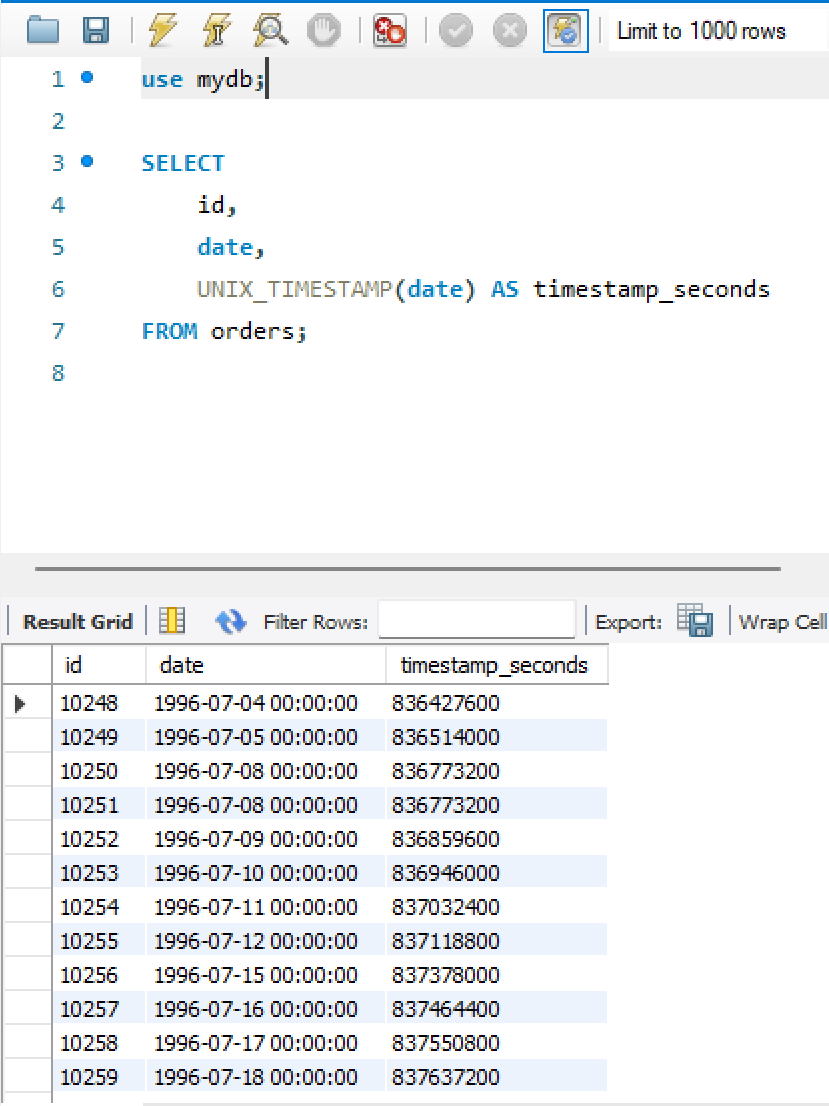 Limit to 1000 rows
1 use mydb;
2
3 SELECT
4 id,
5 date,
6 UNIX_TIMESTAMP(date) AS timestamp_seconds
7 FROM orders;
8
Result Grid Filter Rows: Export: Wrap Cell
id date timestamp_seconds
10248 1996-07-04 00:00:00 836427600
10249 1996-07-05 00:00:00 836514000
10250 1996-07-08 00:00:00 836773200
10251 1996-07-08 00:00:00 836773200
10252 1996-07-09 00:00:00 836859600
10253 1996-07-10 00:00:00 836946000
10254 1996-07-11 00:00:00 837032400
10255 1996-07-12 00:00:00 837118800
10256 1996-07-15 00:00:00 837378000
10257 1996-07-16 00:00:00 837464400
10258 1996-07-17 00:00:00 837550800
10259 1996-07-18 00:00:00 837637200